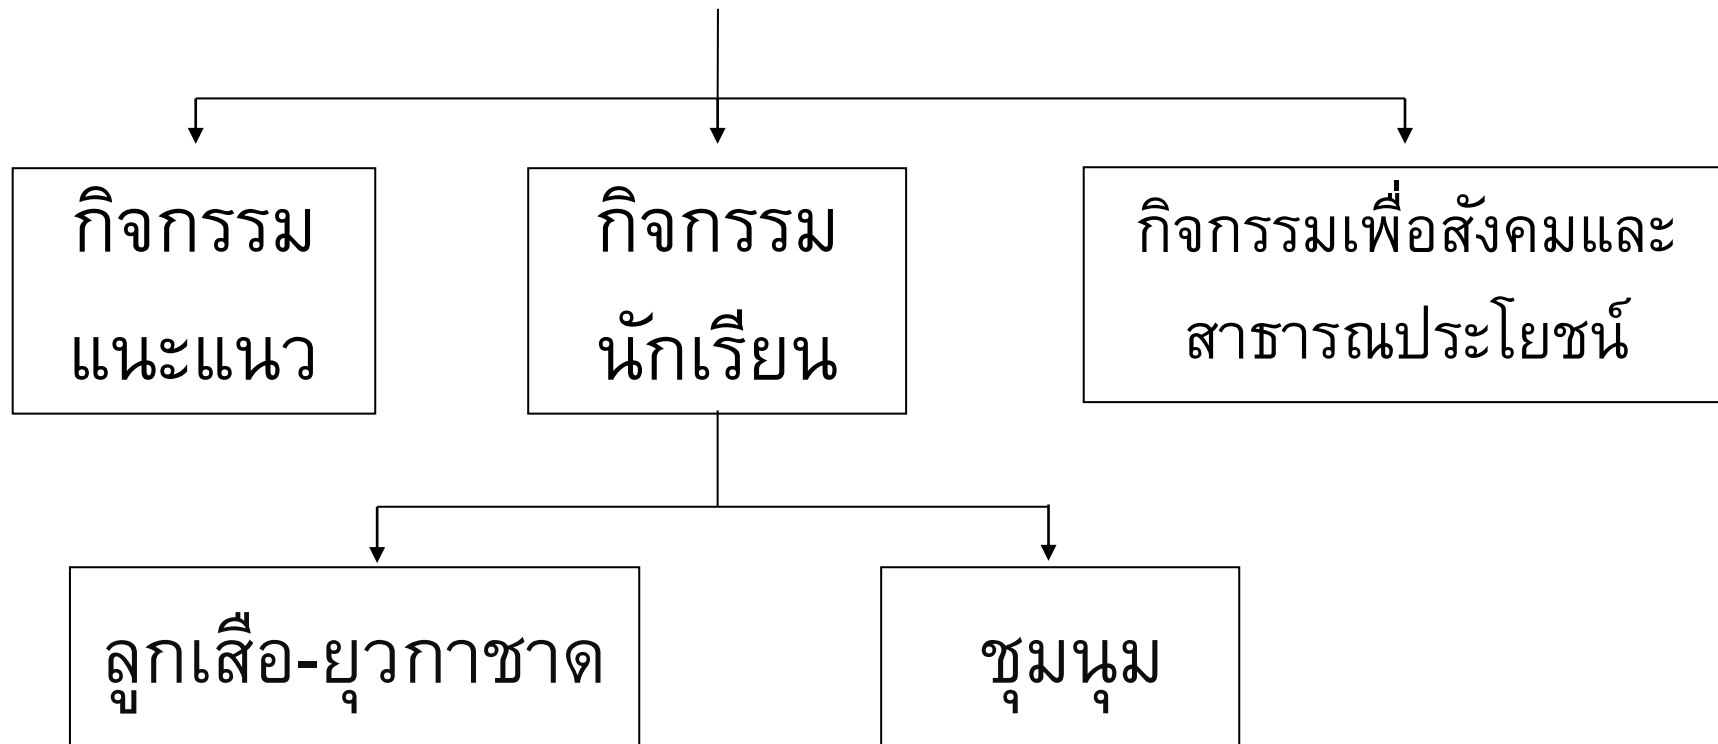 กิจกรรม
แนะแนว
กิจกรรม
นักเรียน
กิจกรรมเพื่อสังคมและ
สาธารณประโยชน์
ลูกเสือ-ยุวกาชาด
ชุมนุม